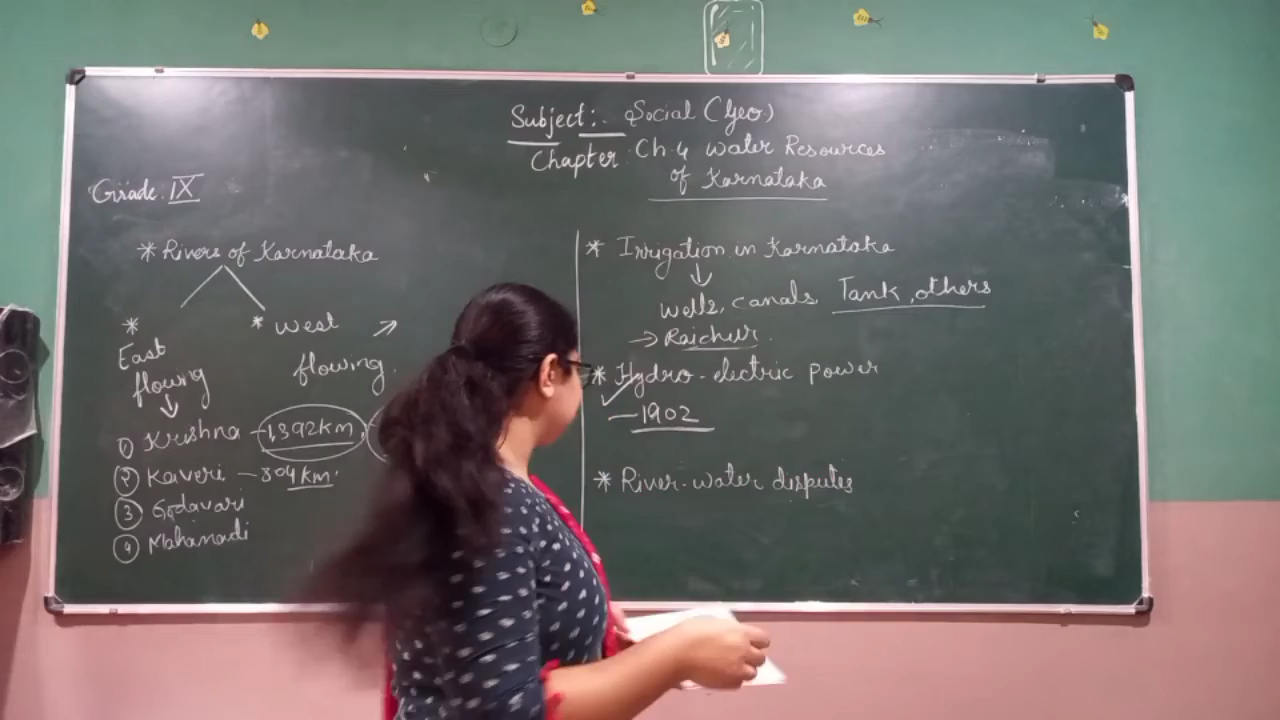 Subject:- Social (Geo)
Chapter: Ch.4 Water Resources
of Karnataka
Grade. IX
* Rivers of Karnataka
* East
flowing
* West
flowing.
1 Krishna - 1,392km,
2 Kaveri - 304km.
3 Godavari
4 Mahanadi
* Irrigation in Karnataka
wells, canals, Tank, others
→ Raichur.
* Hydro-electric power
- 1902
* River-water disputes